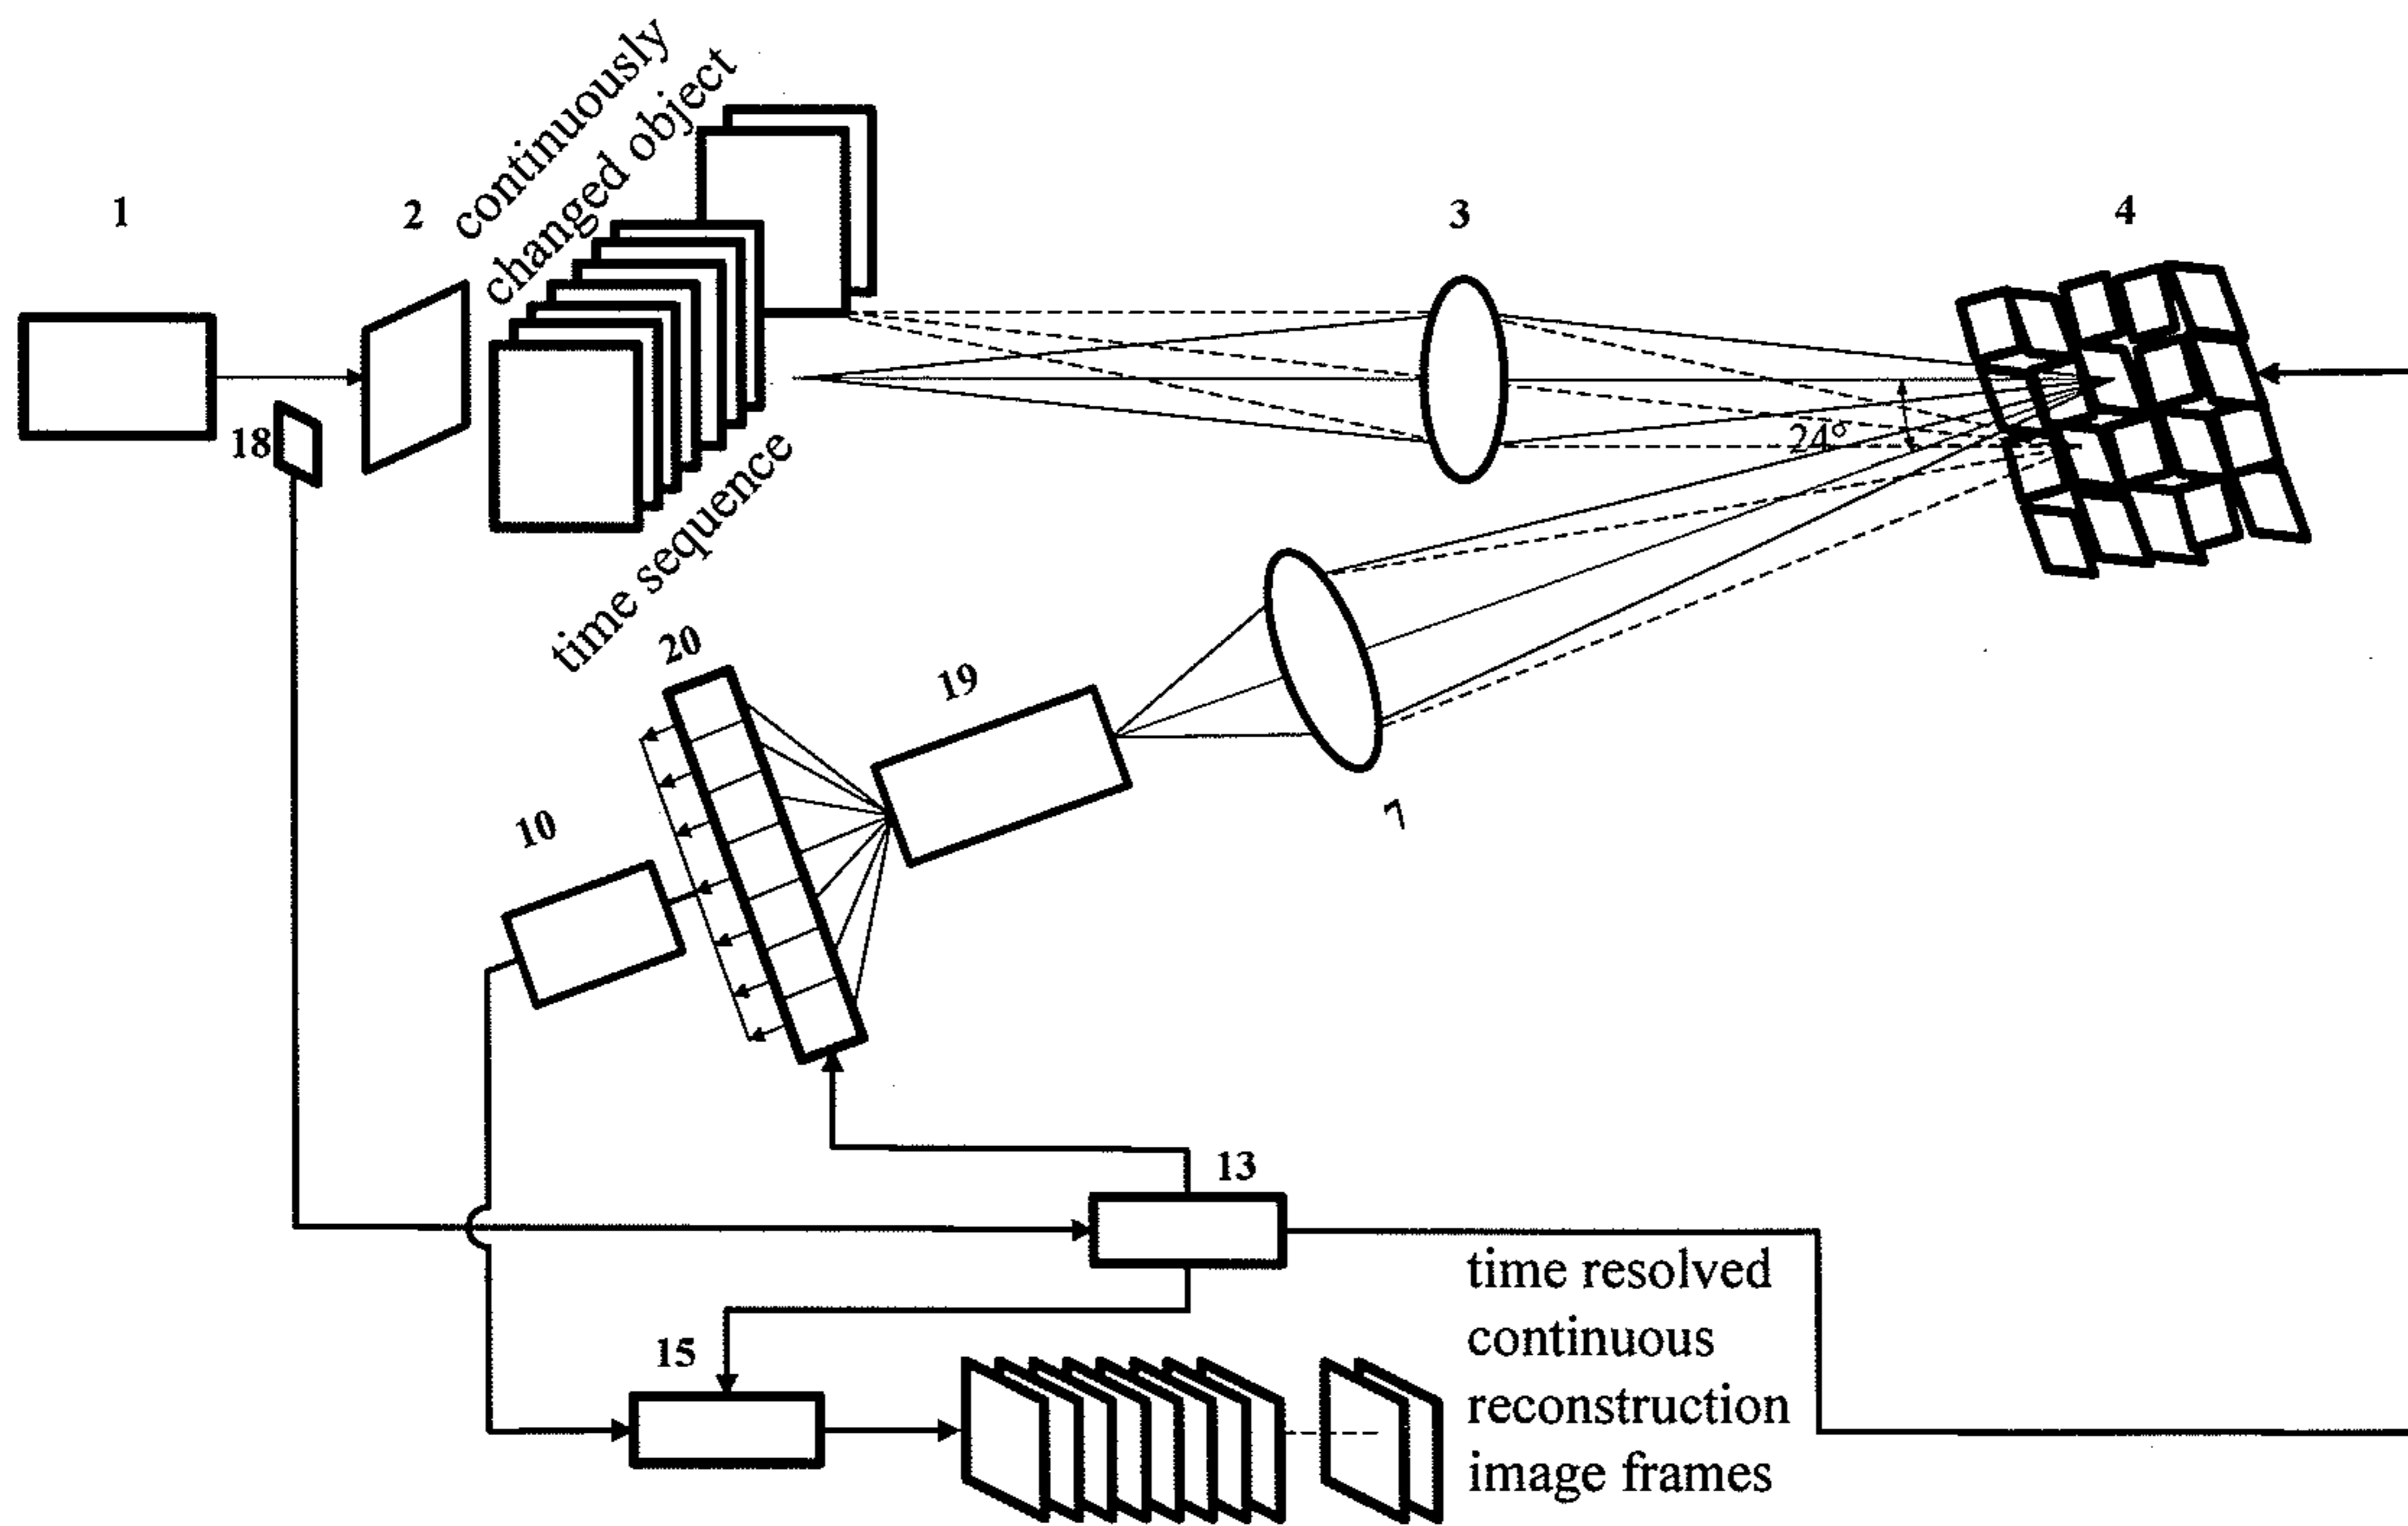 1
2
continuously
changed object
time sequence
3
4
18
24°
20
19
7
10
13
15
time resolved
continuous
reconstruction
image frames